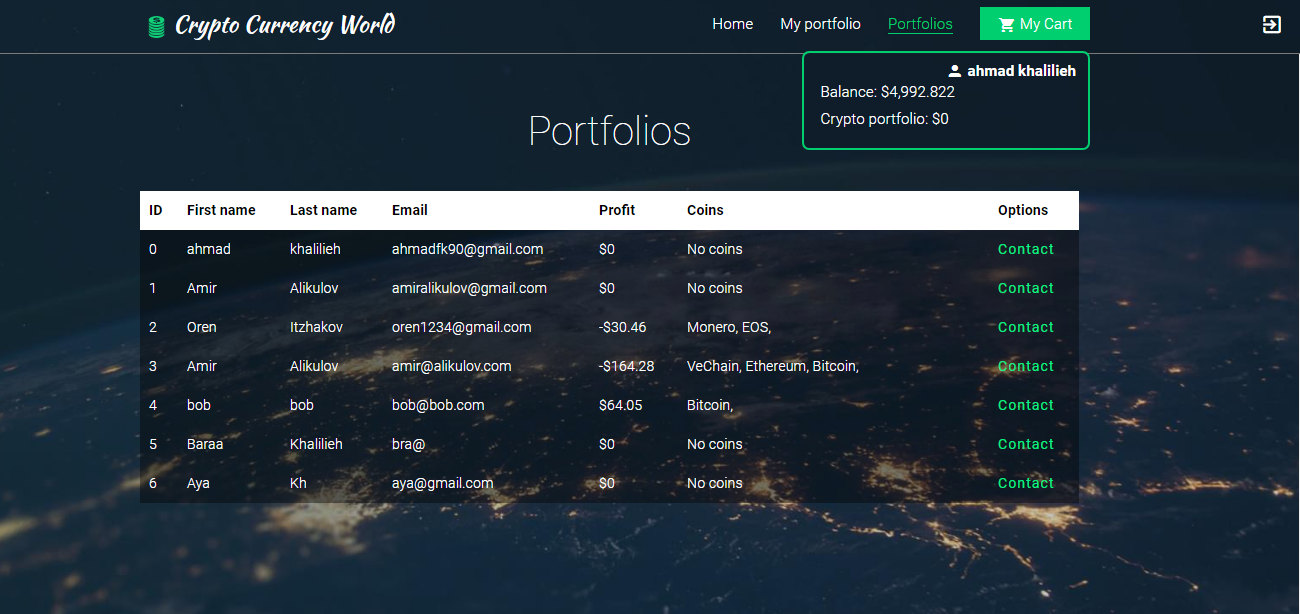 Crypto Currency World Home My portfolio Portfolios My Cart
ahmad khalilieh
Balance: $4,992.822
Crypto portfolio: $0
Portfolios
ID First name Last name Email Profit Coins Options
0 ahmad khalilieh ahmadfk90@gmail.com $0 No coins Contact
1 Amir Alikulov amiralikulov@gmail.com $0 No coins Contact
2 Oren Itzhakov oren1234@gmail.com -$30.46 Monero, EOS, Contact
3 Amir Alikulov amir@alikulov.com -$164.28 VeChain, Ethereum, Bitcoin, Contact
4 bob bob bob@bob.com $64.05 Bitcoin, Contact
5 Baraa Khalilieh bra@ $0 No coins Contact
6 Aya Kh aya@gmail.com $0 No coins Contact